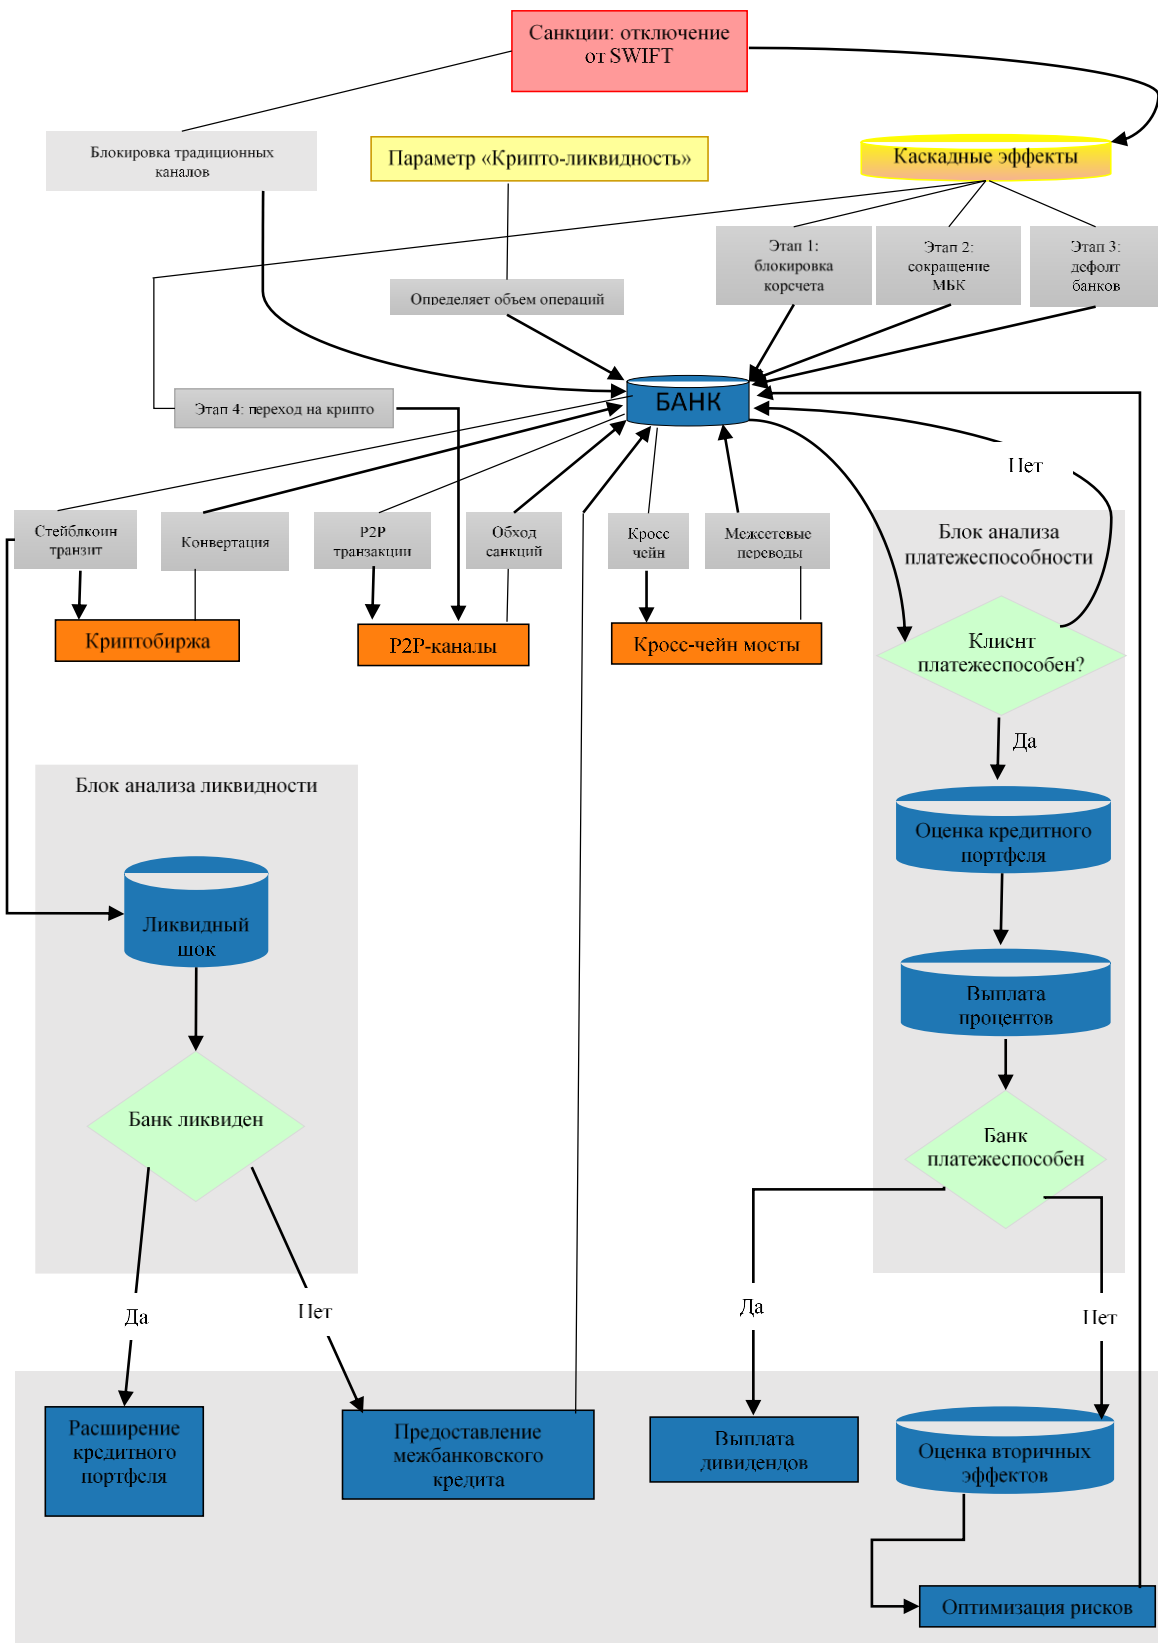 Санкции: отключение
от SWIFT
Блокировка традиционных
каналов
Параметр «Крипто-ликвидность»
Каскадные эффекты
Этап 1:
блокировка
корсчета
Этап 2:
сокращение
МБК
Этап 3:
дефолт
банков
Определяет объем операций
БАНК
Этап 4: переход на крипто
Нет
Стейблкоин
транзит
Конвертация
P2P
транзакции
Обход
санкций
Кросс
чейн
Межсетевые
переводы
Блок анализа
платежеспособности
Криптобиржа
P2P-каналы
Кросс-чейн мосты
Клиент
платежеспособен?
Да
Блок анализа ликвидности
Оценка кредитного
портфеля
Ликвидный
шок
Выплата
процентов
Банк ликвиден
Банк
платежеспособен
Да
Нет
Да
Нет
Расширение
кредитного
портфеля
Предоставление
межбанковского
кредита
Выплата
дивидендов
Оценка вторичных
эффектов
Оптимизация рисков